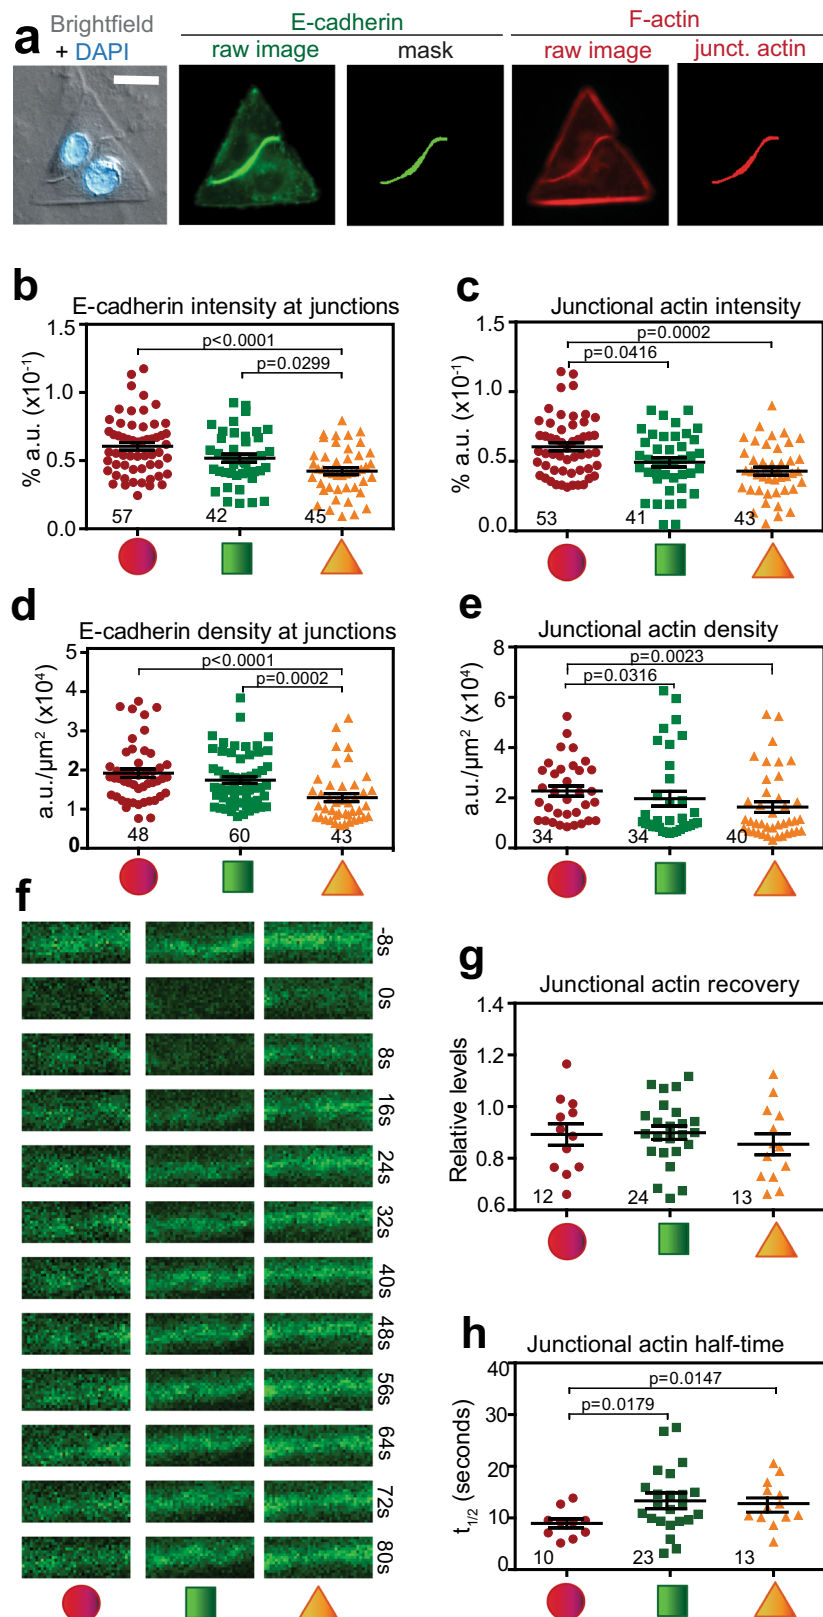 a
Brightfield
+ DAPI
E-cadherin
raw image
mask
F-actin
raw image
junct. actin
b
E-cadherin intensity at junctions
% a.u. (x10⁻¹)
1.5
1.0
0.5
0.0
p<0.0001
p=0.0299
57
42
45
c
Junctional actin intensity
% a.u. (x10⁻¹)
1.5
1.0
0.5
0.0
p=0.0002
p=0.0416
53
41
43
d
E-cadherin density at junctions
a.u./µm² (x10⁴)
5
4
3
2
1
0
p<0.0001
p=0.0002
48
60
43
e
Junctional actin density
a.u./µm² (x10⁴)
8
6
4
2
0
p=0.0023
p=0.0316
34
34
40
f
-8s
0s
8s
16s
24s
32s
40s
48s
56s
64s
72s
80s
g
Junctional actin recovery
Relative levels
1.4
1.2
1.0
0.8
0.6
12
24
13
h
Junctional actin half-time
t1/2 (seconds)
40
30
20
10
0
p=0.0147
p=0.0179
10
23
13